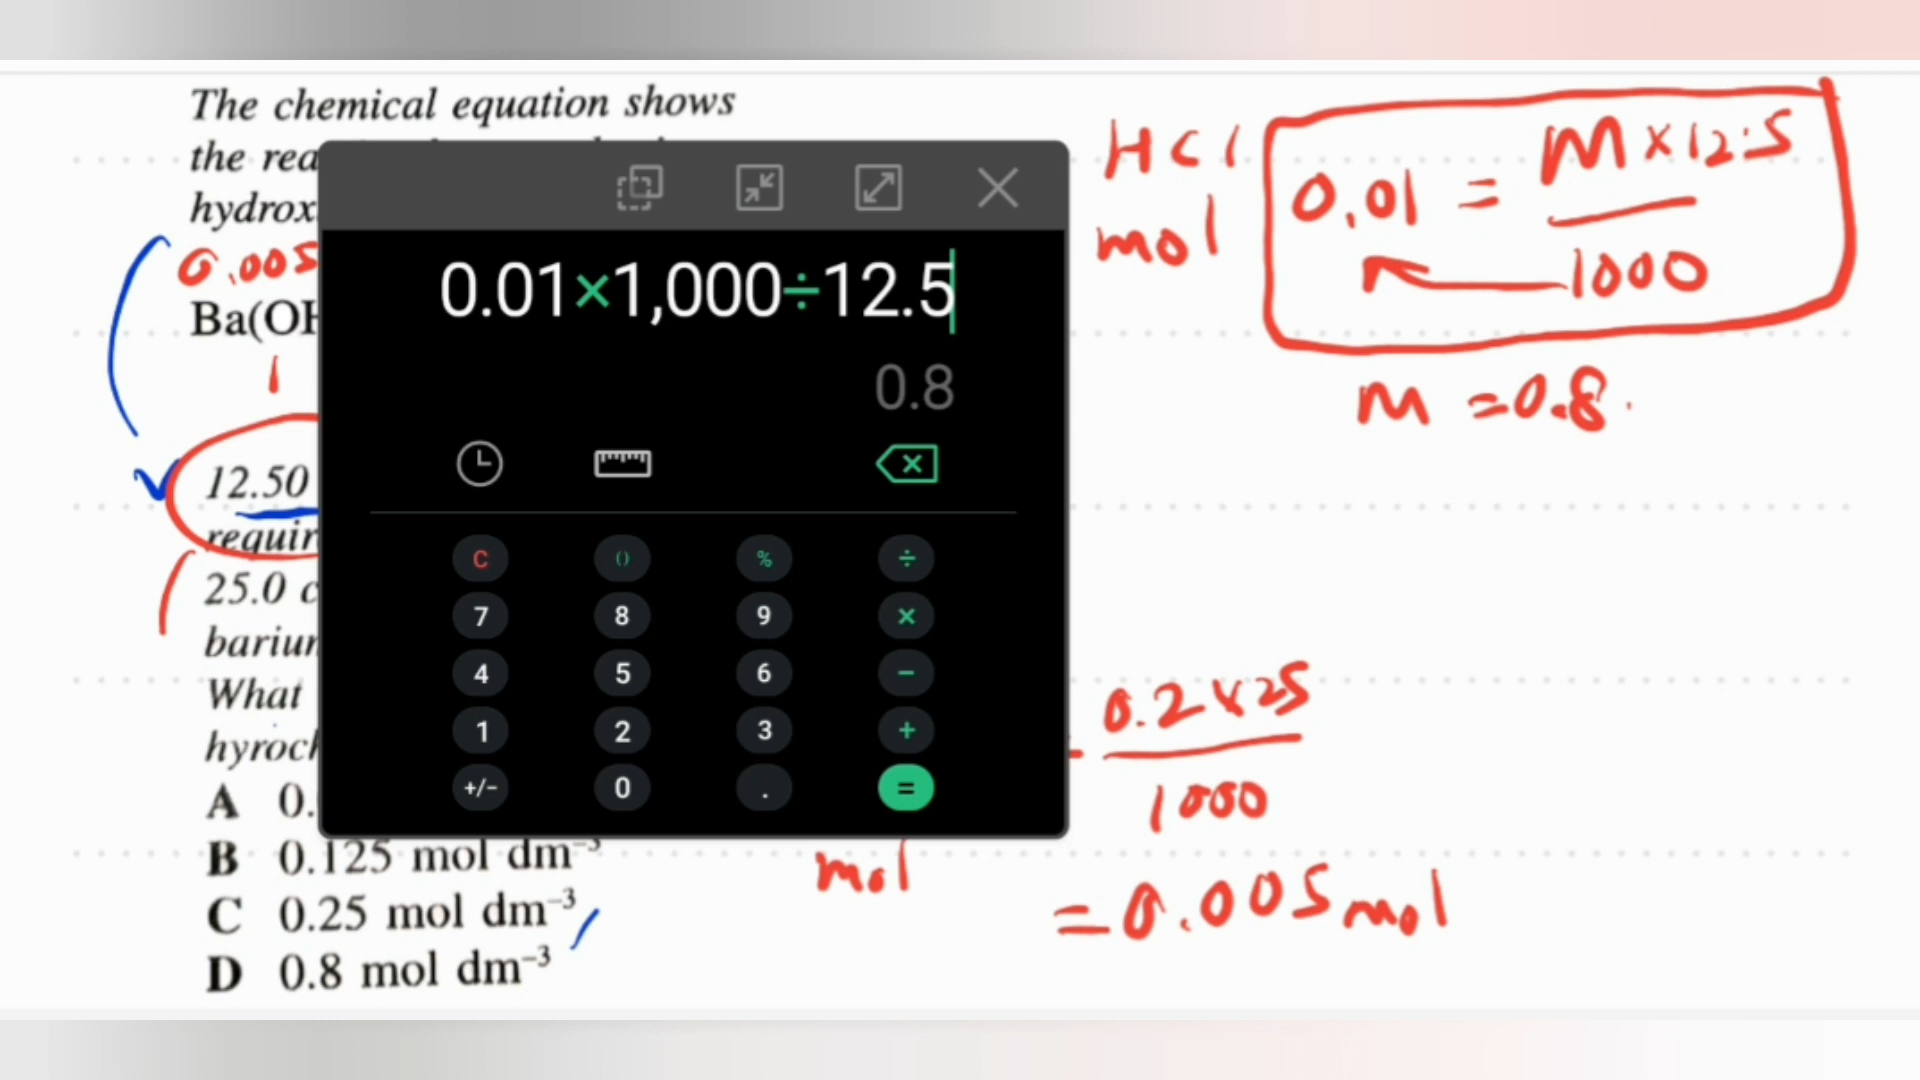 The chemical equation shows
the rea
hydrox
0.005
Ba(OH
1
12.50
requir
25.0 c
barium
What
hyroch
A 0.
B 0.125 mol dm⁻³
C 0.25 mol dm⁻³
D 0.8 mol dm⁻³
0.01×1,000÷12.5
0.8
C () % ÷
7 8 9 ×
4 5 6 −
1 2 3 +
+/− 0 . =
HCl
mol
0.01 = M×12.5
1000
M = 0.8
0.2×25
1000
mol
= 0.005 mol